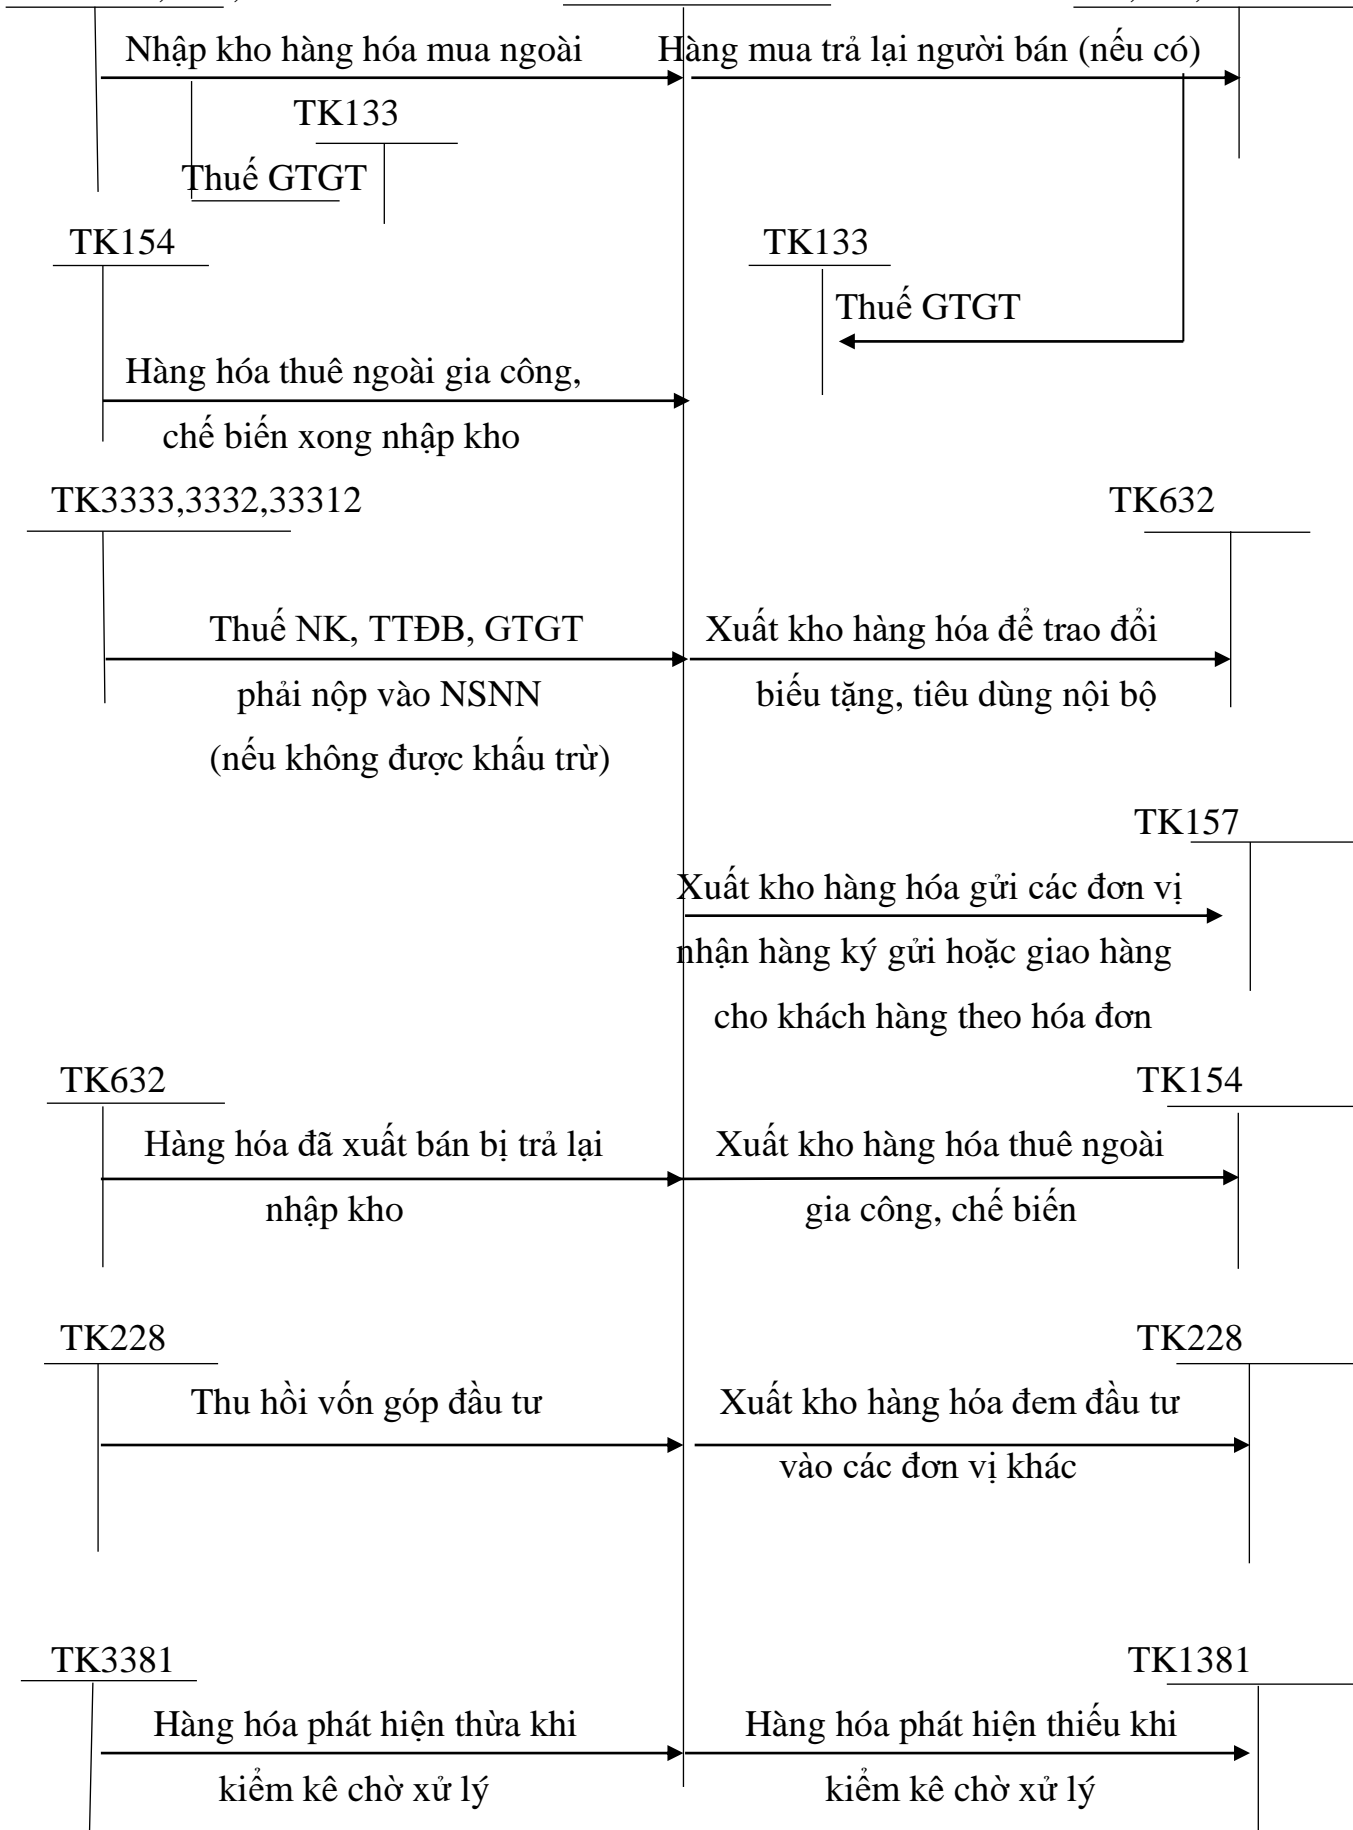 Nhập kho hàng hóa mua ngoài
Hàng mua trả lại người bán (nếu có)
TK133
Thuế GTGT
TK154
TK133
Thuế GTGT
Hàng hóa thuê ngoài gia công,
chế biến xong nhập kho
TK3333,3332,33312
TK632
Thuế NK, TTĐB, GTGT
phải nộp vào NSNN
(nếu không được khấu trừ)
Xuất kho hàng hóa để trao đổi
biếu tặng, tiêu dùng nội bộ
TK157
Xuất kho hàng hóa gửi các đơn vị
nhận hàng ký gửi hoặc giao hàng
cho khách hàng theo hóa đơn
TK632
TK154
Hàng hóa đã xuất bán bị trả lại
nhập kho
Xuất kho hàng hóa thuê ngoài
gia công, chế biến
TK228
TK228
Thu hồi vốn góp đầu tư
Xuất kho hàng hóa đem đầu tư
vào các đơn vị khác
TK3381
TK1381
Hàng hóa phát hiện thừa khi
kiểm kê chờ xử lý
Hàng hóa phát hiện thiếu khi
kiểm kê chờ xử lý